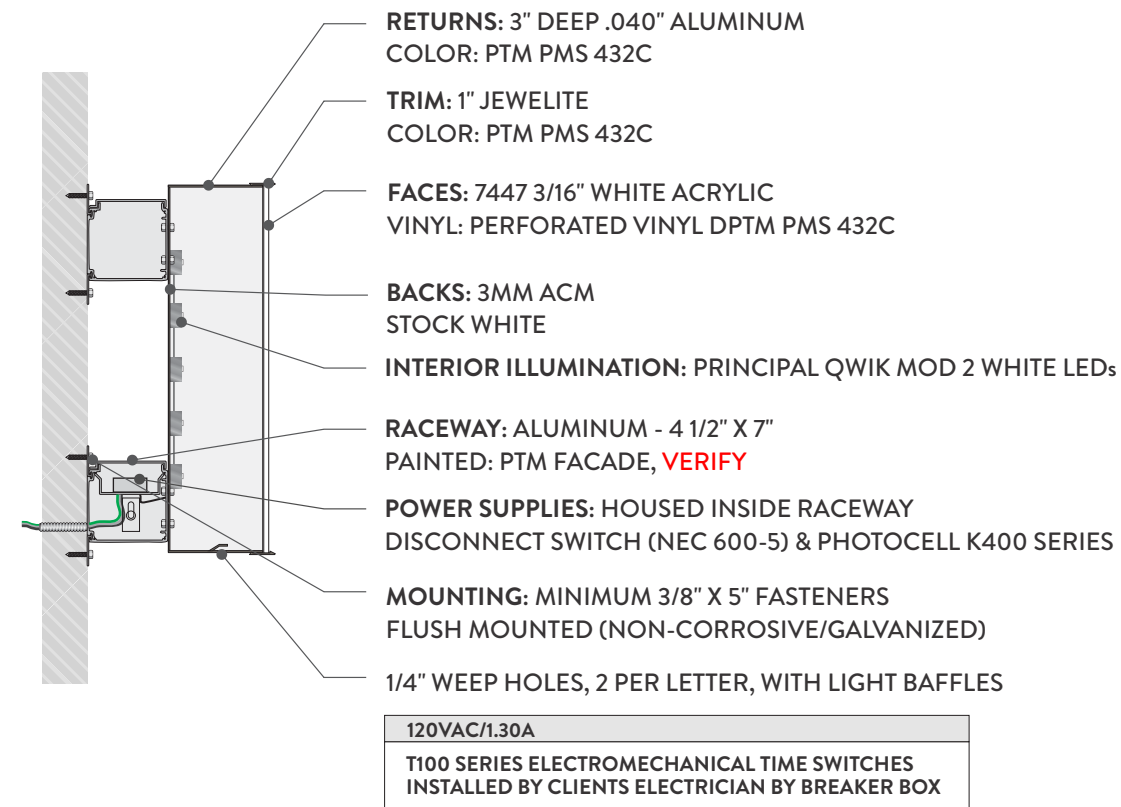 RETURNS: 3" DEEP .040" ALUMINUM
COLOR: PTM PMS 432C
TRIM: 1" JEWELITE
COLOR: PTM PMS 432C
FACES: 7447 3/16" WHITE ACRYLIC
VINYL: PERFORATED VINYL DPTM PMS 432C
BACKS: 3MM ACM
STOCK WHITE
INTERIOR ILLUMINATION: PRINCIPAL QWIK MOD 2 WHITE LEDs
RACEWAY: ALUMINUM - 4 1/2" X 7"
PAINTED: PTM FACADE, VERIFY
POWER SUPPLIES: HOUSED INSIDE RACEWAY
DISCONNECT SWITCH (NEC 600-5) & PHOTOCELL K400 SERIES
MOUNTING: MINIMUM 3/8" X 5" FASTENERS
FLUSH MOUNTED (NON-CORROSIVE/GALVANIZED)
1/4" WEEP HOLES, 2 PER LETTER, WITH LIGHT BAFFLES
120VAC/1.30A
T100 SERIES ELECTROMECHANICAL TIME SWITCHES
INSTALLED BY CLIENTS ELECTRICIAN BY BREAKER BOX